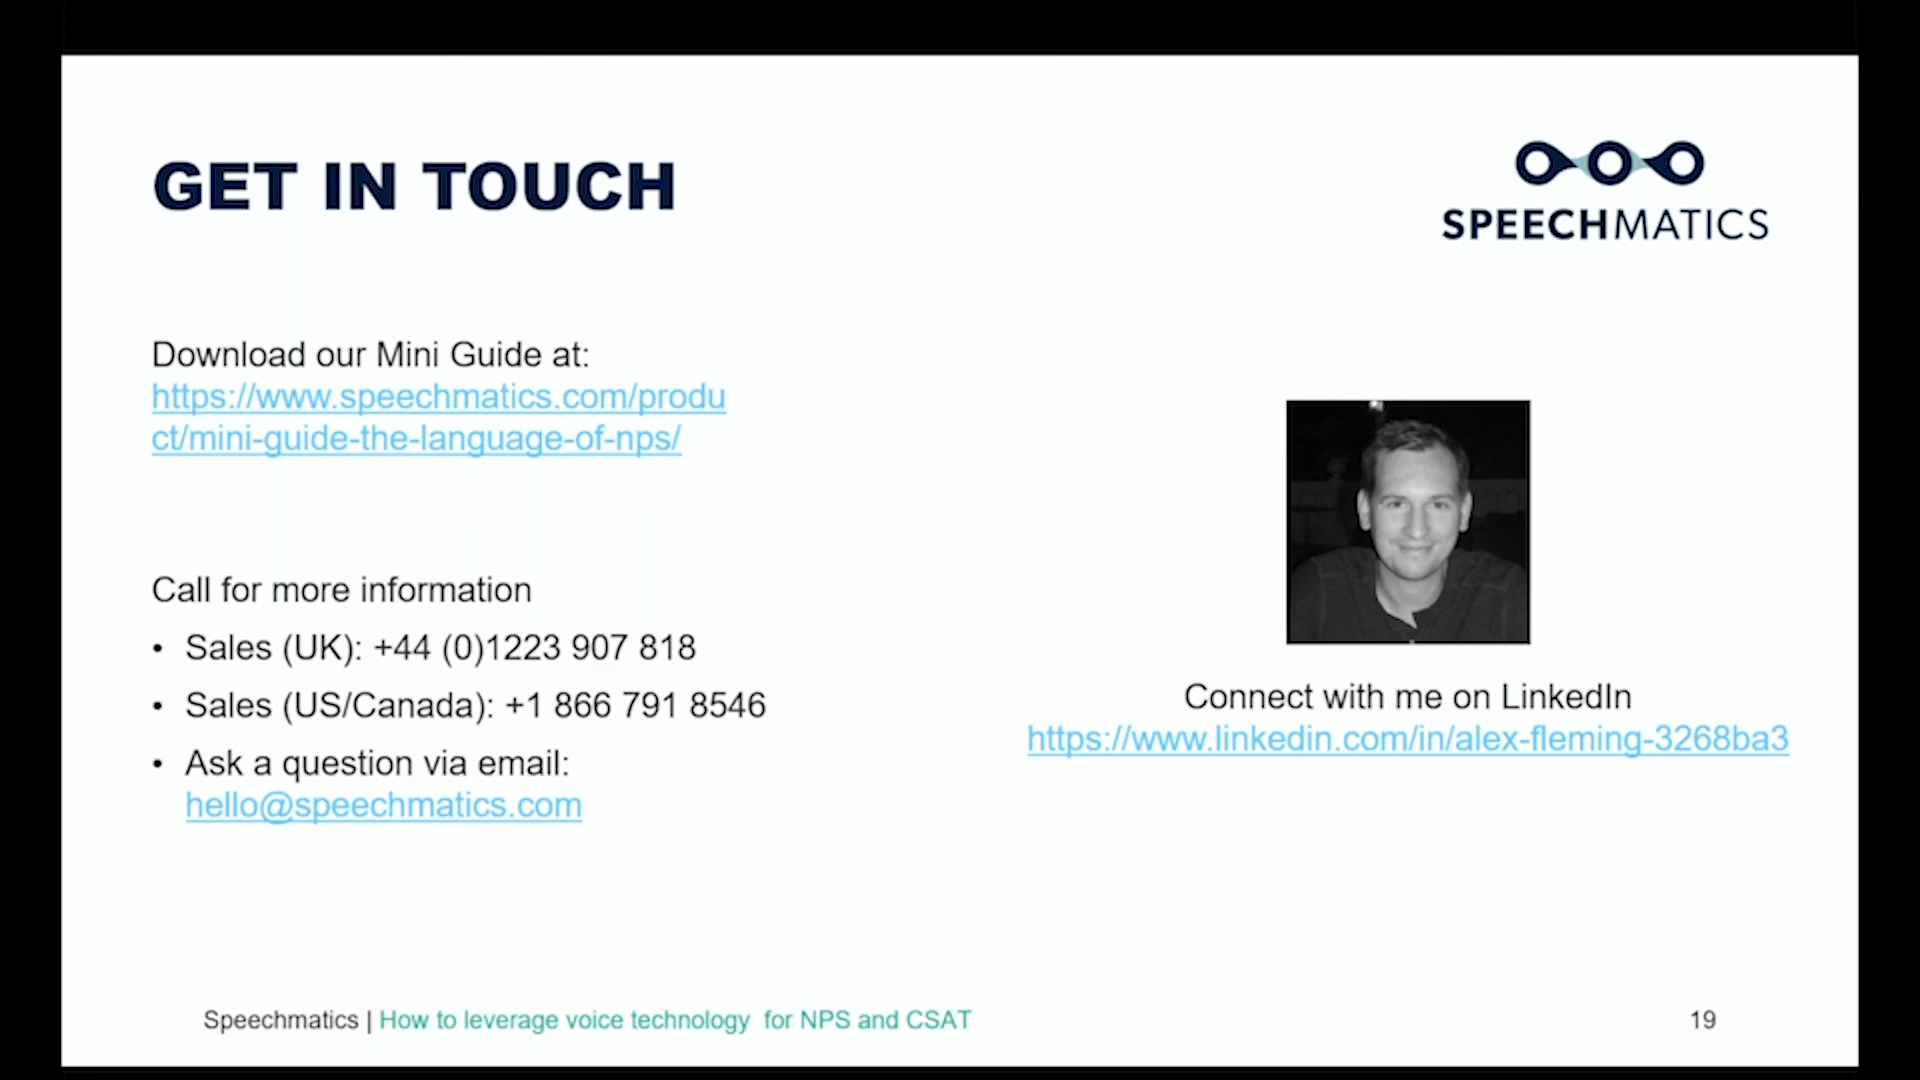 GET IN TOUCH
SPEECHMATICS
Download our Mini Guide at:
https://www.speechmatics.com/produ
ct/mini-guide-the-language-of-nps/
Call for more information
• Sales (UK): +44 (0)1223 907 818
• Sales (US/Canada): +1 866 791 8546
• Ask a question via email:
hello@speechmatics.com
Connect with me on LinkedIn
https://www.linkedin.com/in/alex-fleming-3268ba3
Speechmatics | How to leverage voice technology for NPS and CSAT
19